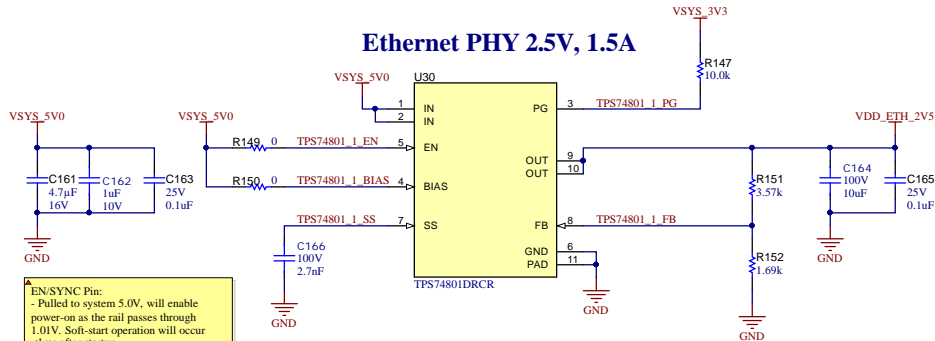 Ethernet PHY 2.5V, 1.5A
VSYS_3V3
R147
10.0k
VSYS_5V0
U30
1 IN
2 IN
PG 3 TPS74801_1_PG
VSYS_5V0
VSYS_5V0
VDD_ETH_2V5
R149 0 TPS74801_1_EN 5 EN
OUT 9
OUT 10
C161
4.7µF
16V
C162
1uF
10V
C163
25V
0.1uF
R150 0 TPS74801_1_BIAS 4 BIAS
R151
3.57k
C164
100V
10uF
C165
25V
0.1uF
TPS74801_1_SS 7 SS
FB 8 TPS74801_1_FB
C166
100V
2.7nF
GND 6
PAD 11
R152
1.69k
GND
GND
TPS74801DRCR
GND
GND
GND
EN/SYNC Pin:
- Pulled to system 5.0V, will enable
power-on as the rail passes through
1.01V. Soft-start operation will occur